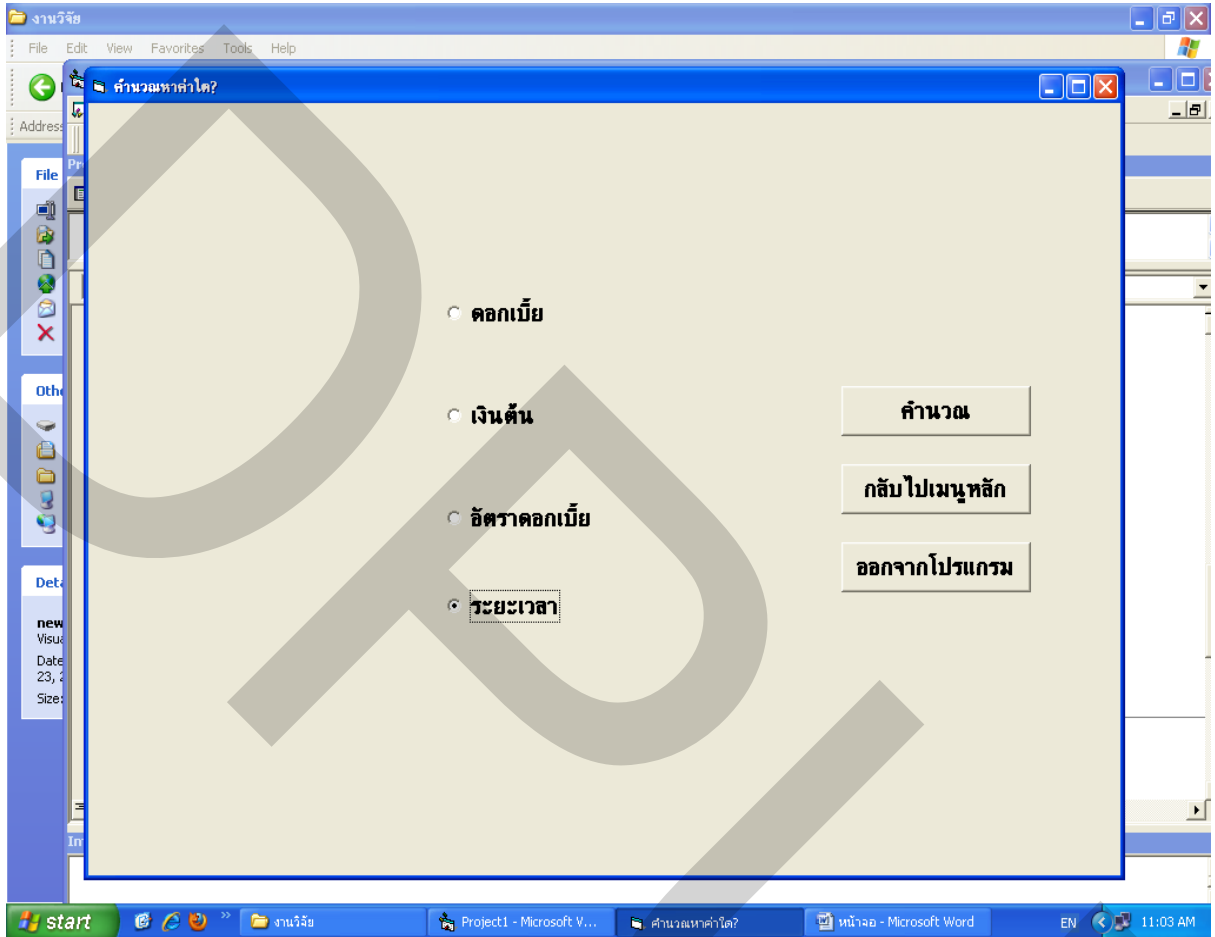 งานวิจัย
File Edit View Favorites Tools Help
คำนวณหาค่าใด?
Address
File
Othe
Deta
new
Visua
Date
23, 2
Size:
ดอกเบี้ย
เงินต้น
อัตราดอกเบี้ย
ระยะเวลา
คำนวณ
กลับไปเมนูหลัก
ออกจากโปรแกรม
DPU
start
งานวิจัย
Project1 - Microsoft V...
คำนวณหาค่าใด?
หน้าจอ - Microsoft Word
EN
11:03 AM